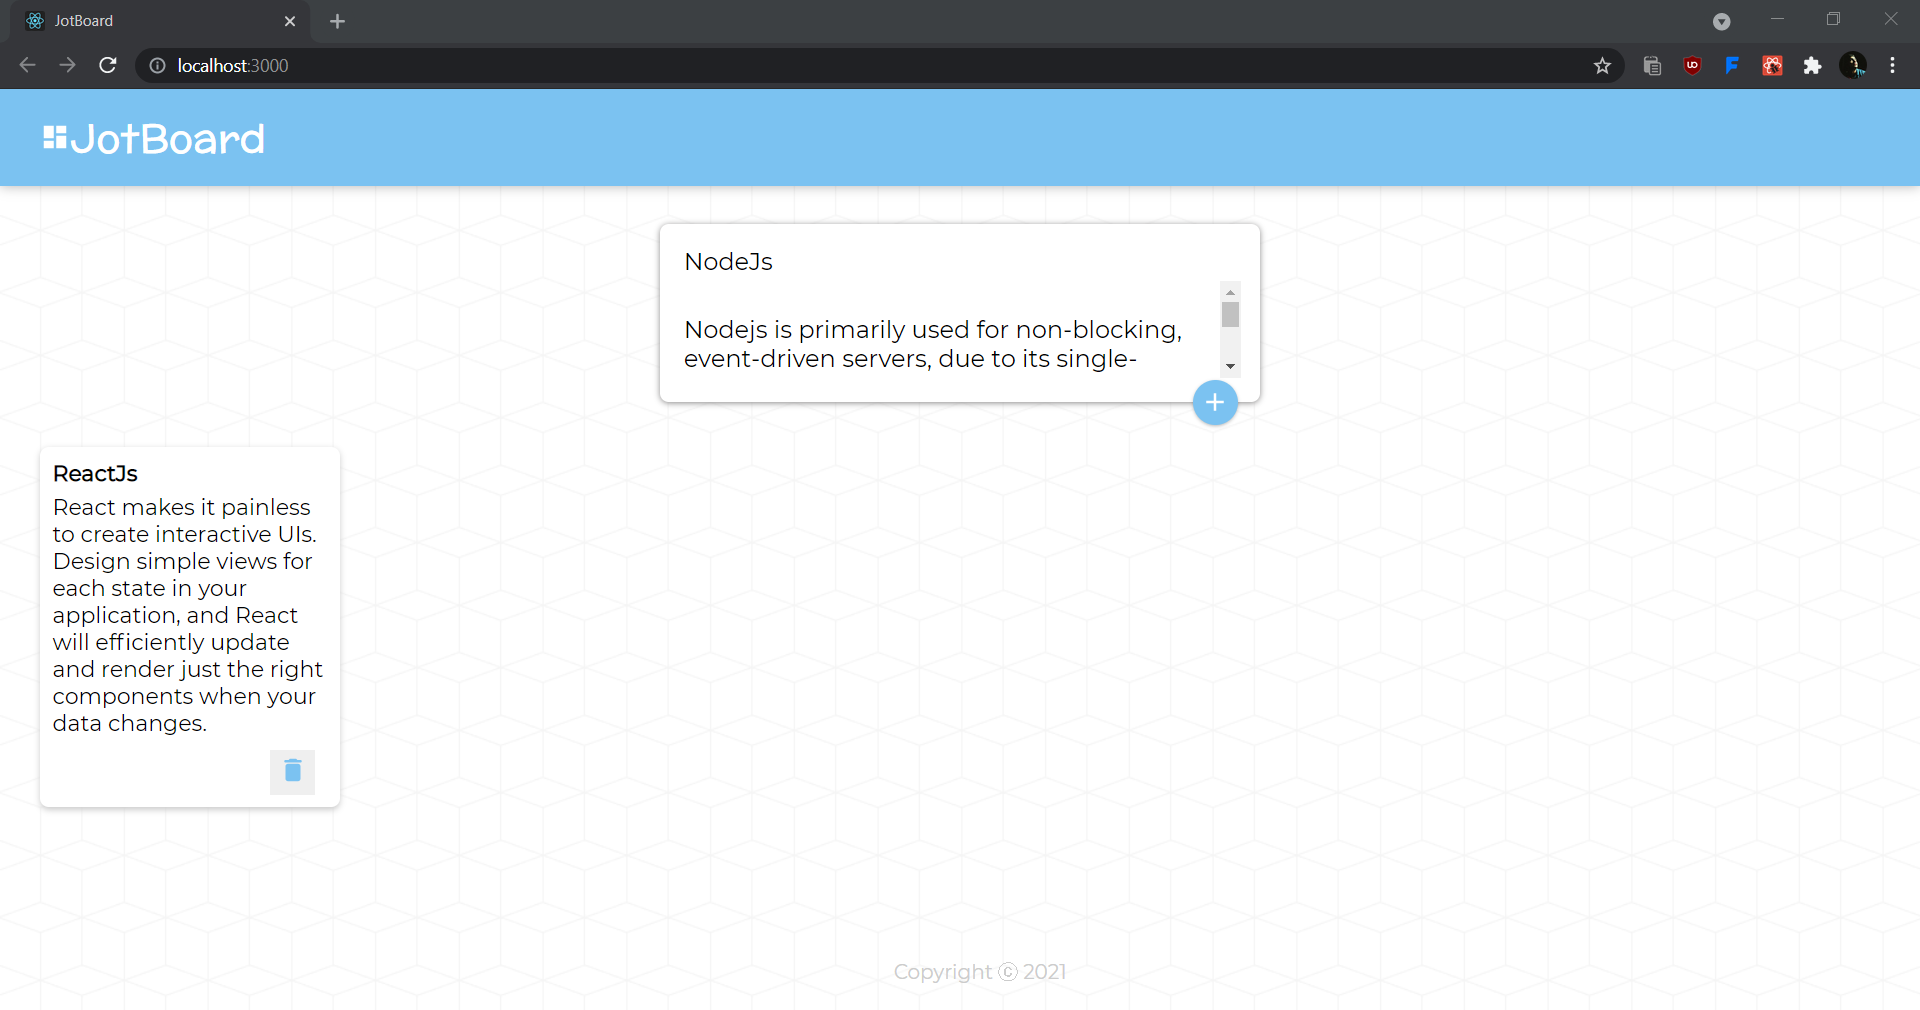 JotBoard
localhost:3000
JotBoard
NodeJs
Nodejs is primarily used for non-blocking,
event-driven servers, due to its single-
ReactJs
React makes it painless
to create interactive UIs.
Design simple views for
each state in your
application, and React
will efficiently update
and render just the right
components when your
data changes.
Copyright ⓒ 2021